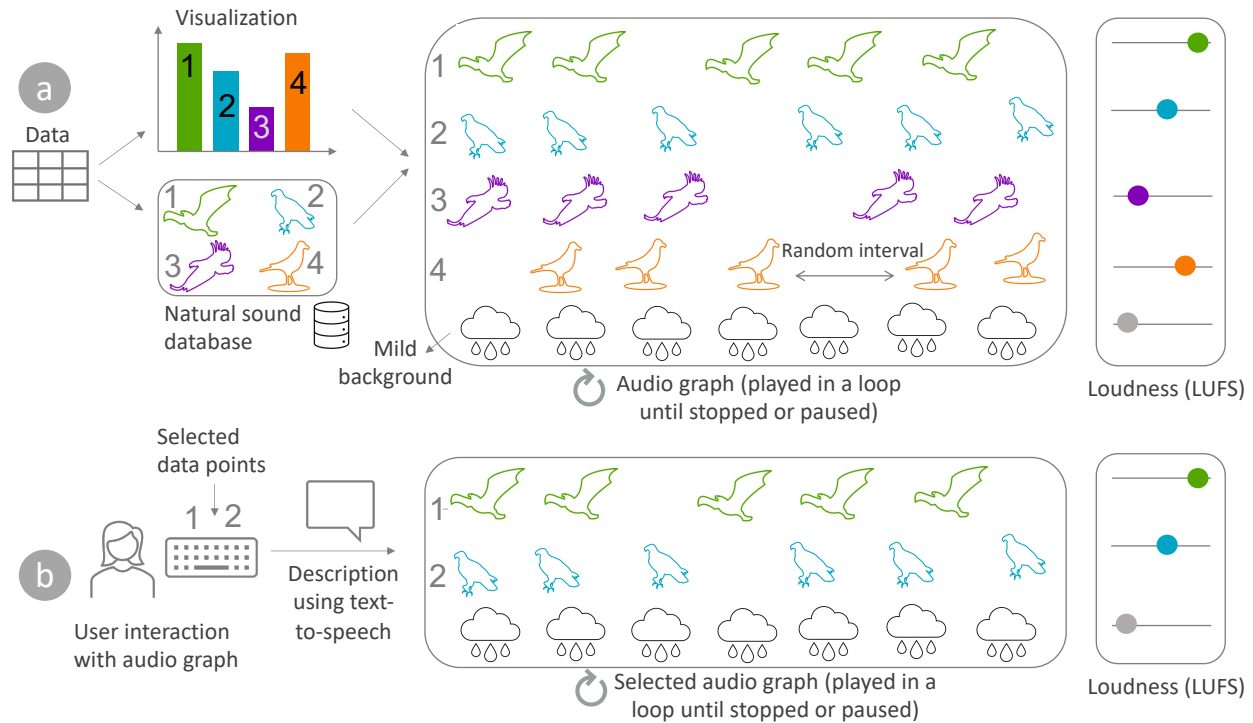 a
Data
Visualization
1
2
3
4
1
2
3
4
Natural sound
database
1
2
3
4
Random interval
Mild
background
Audio graph (played in a loop
until stopped or paused)
Loudness (LUFS)
b
Selected
data points
1 2
User interaction
with audio graph
Description
using text-
to-speech
1
2
Selected audio graph (played in a
loop until stopped or paused)
Loudness (LUFS)